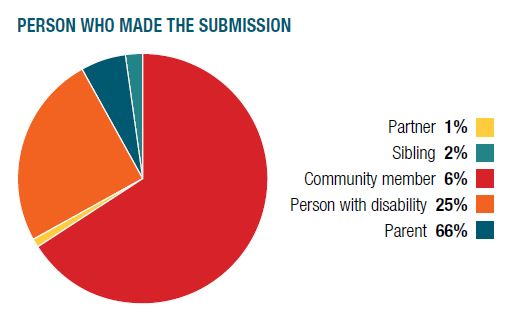 PERSON WHO MADE THE SUBMISSION
Partner 1%
Sibling 2%
Community member 6%
Person with disability 25%
Parent 66%